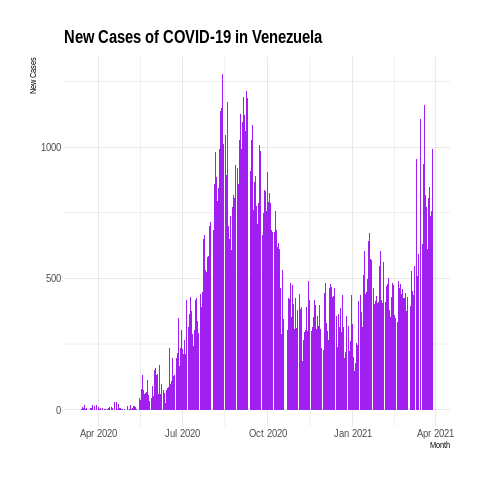 New Cases of COVID-19 in Venezuela
New Cases
1000
500
0
Apr 2020 Jul 2020 Oct 2020 Jan 2021 Apr 2021
Month